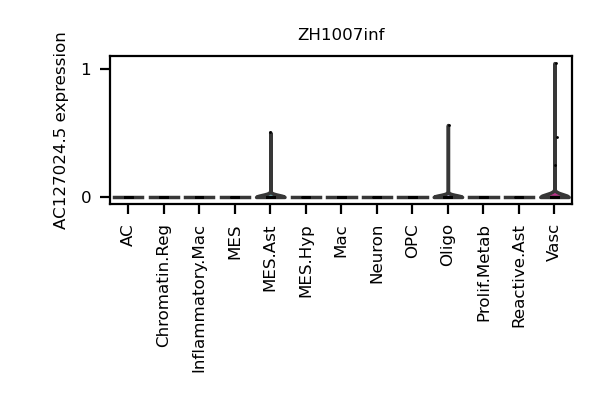 ZH1007inf
AC127024.5 expression
1
0
AC
Chromatin.Reg
Inflammatory.Mac
MES
MES.Ast
MES.Hyp
Mac
Neuron
OPC
Oligo
Prolif.Metab
Reactive.Ast
Vasc